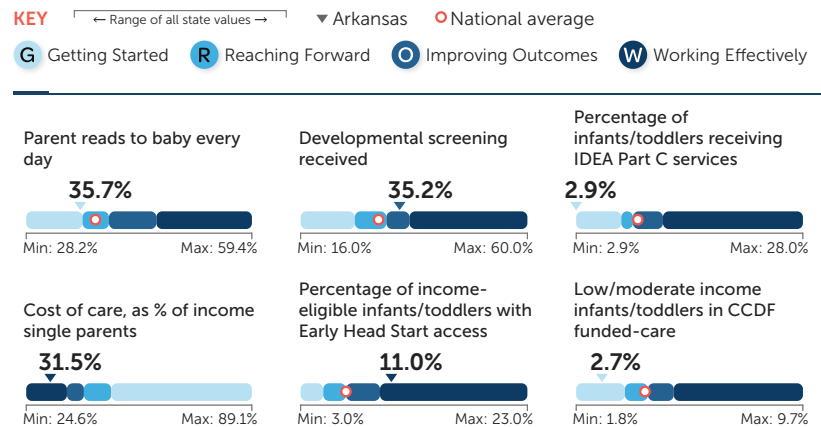 KEY
← Range of all state values →
Arkansas
National average
G Getting Started
R Reaching Forward
O Improving Outcomes
W Working Effectively
Parent reads to baby every
day
35.7%
Min: 28.2%
Max: 59.4%
Developmental screening
received
35.2%
Min: 16.0%
Max: 60.0%
Percentage of
infants/toddlers receiving
IDEA Part C services
2.9%
Min: 2.9%
Max: 28.0%
Cost of care, as % of income
single parents
31.5%
Min: 24.6%
Max: 89.1%
Percentage of income-
eligible infants/toddlers with
Early Head Start access
11.0%
Min: 3.0%
Max: 23.0%
Low/moderate income
infants/toddlers in CCDF
funded-care
2.7%
Min: 1.8%
Max: 9.7%